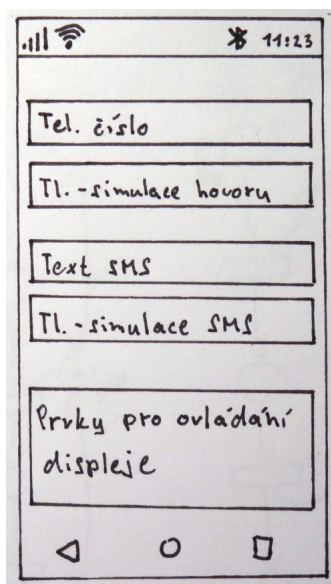 11:23
Tel. číslo
Tl.-simulace hovoru
Text SMS
Tl.-simulace SMS
Prvky pro ovládání
displeje